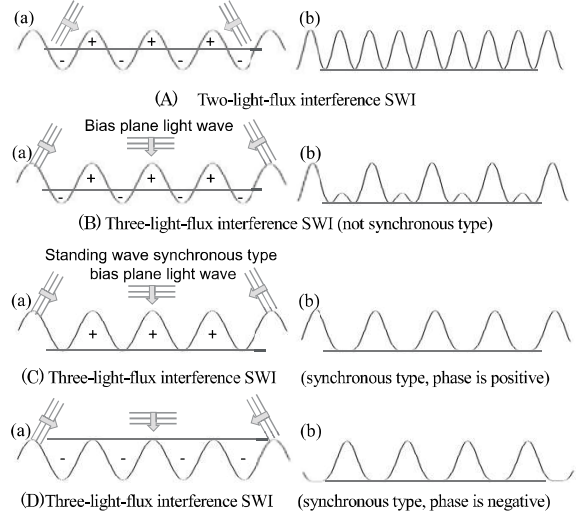 (a) (b)
+ + +
- - - -
(A) Two-light-flux interference SWI
Bias plane light wave
(a) (b)
+ + +
- - - -
(B) Three-light-flux interference SWI (not synchronous type)
Standing wave synchronous type
bias plane light wave
(a) (b)
+ + +
(C) Three-light-flux interference SWI (synchronous type, phase is positive)
(a) (b)
- - - -
(D)Three-light-flux interference SWI (synchronous type, phase is negative)